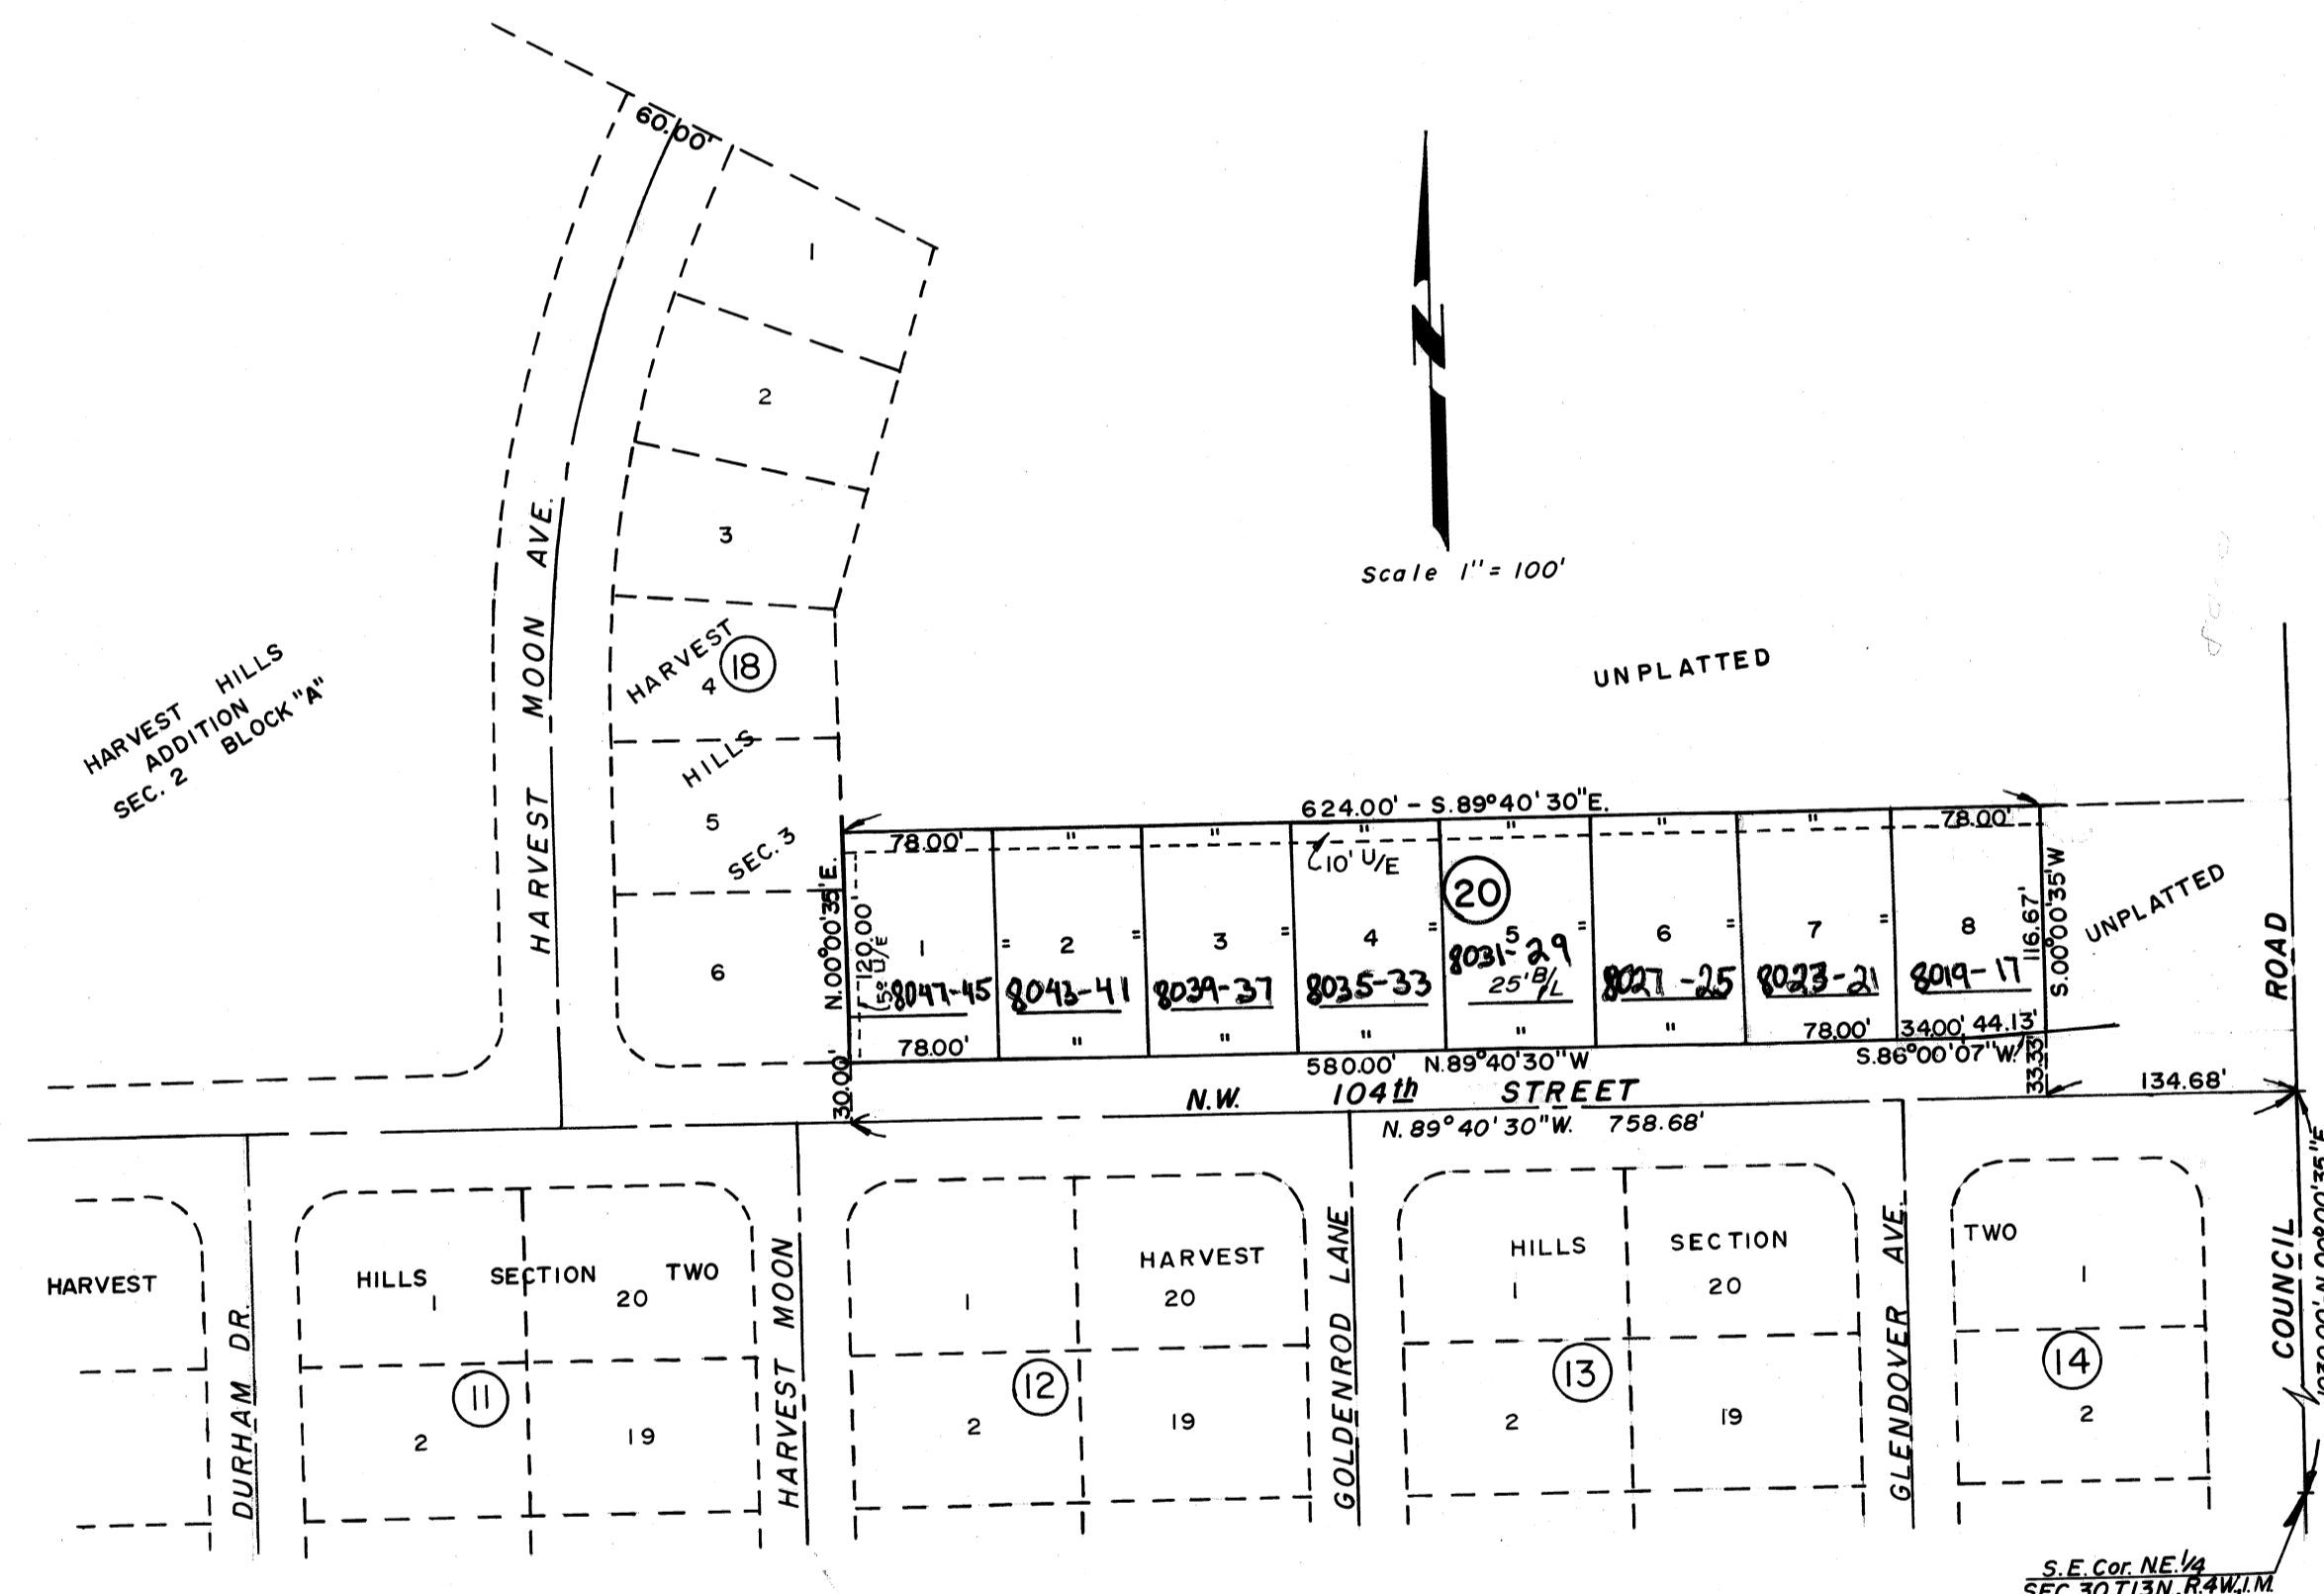 60.00'
1
2
3
HARVEST
4
18
HILLS
5
SEC. 3
6
HARVEST MOON AVE.
HARVEST HILLS
ADDITION
SEC. 2 BLOCK "A"
Scale 1" = 100'
UNPLATTED
624.00' - S.89°40'30"E.
78.00' " " " " " " 78.00'
10' U/E
20
N.00°00'35"E.
120.00'
15' U/E
1 = 2 = 3 = 4 = 5 = 6 = 7 = 8
8047-45 8043-41 8039-37 8035-33 8031-29 8027-25 8023-21 8019-17
25' B/L
116.67'
S.00°00'35"W
UNPLATTED
78.00' " " " " " 78.00' 34.00' 44.13'
580.00' N.89°40'30"W
S.86°00'07"W.
30.00'
33.33'
134.68'
N.W. 104th STREET
N.89°40'30"W. 758.68'
COUNCIL ROAD
HARVEST HILLS SECTION TWO
1 20
11
2 19
DURHAM DR.
HARVEST MOON
HARVEST HILLS SECTION TWO
1 20
12
2 19
GOLDENROD LANE
1 20
13
2 19
GLENDOVER AVE.
1
14
2
S.E. Cor. N.E. 1/4
SEC. 30 T13N, R.4W, I.M.